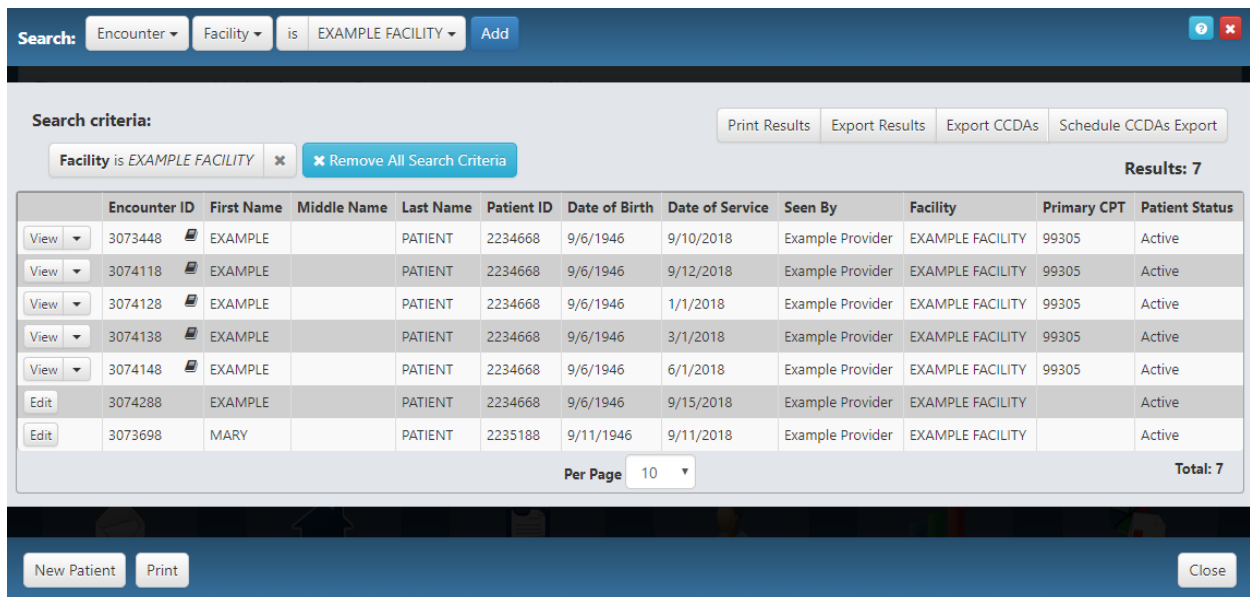 Search: Encounter Facility is EXAMPLE FACILITY Add
Search criteria:
Print Results Export Results Export CCDAs Schedule CCDAs Export
Facility is EXAMPLE FACILITY Remove All Search Criteria
Results: 7
Encounter ID First Name Middle Name Last Name Patient ID Date of Birth Date of Service Seen By Facility Primary CPT Patient Status
View 3073448 EXAMPLE PATIENT 2234668 9/6/1946 9/10/2018 Example Provider EXAMPLE FACILITY 99305 Active
View 3074118 EXAMPLE PATIENT 2234668 9/6/1946 9/12/2018 Example Provider EXAMPLE FACILITY 99305 Active
View 3074128 EXAMPLE PATIENT 2234668 9/6/1946 1/1/2018 Example Provider EXAMPLE FACILITY 99305 Active
View 3074138 EXAMPLE PATIENT 2234668 9/6/1946 3/1/2018 Example Provider EXAMPLE FACILITY 99305 Active
View 3074148 EXAMPLE PATIENT 2234668 9/6/1946 6/1/2018 Example Provider EXAMPLE FACILITY 99305 Active
Edit 3074288 EXAMPLE PATIENT 2234668 9/6/1946 9/15/2018 Example Provider EXAMPLE FACILITY Active
Edit 3073698 MARY PATIENT 2235188 9/11/1946 9/11/2018 Example Provider EXAMPLE FACILITY Active
Per Page 10 Total: 7
New Patient Print Close